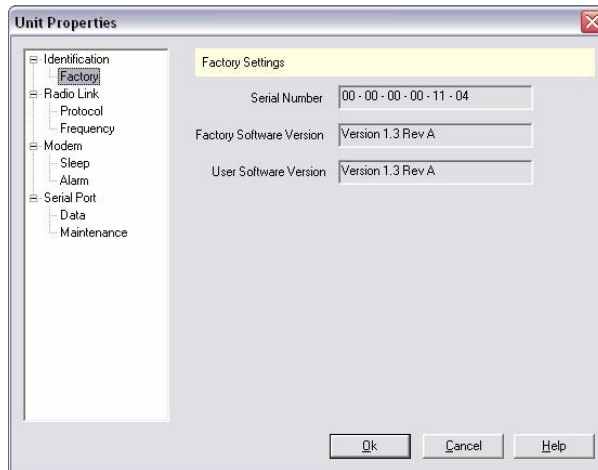 Unit Properties
Identification
Factory
Radio Link
Protocol
Frequency
Modem
Sleep
Alarm
Serial Port
Data
Maintenance
Factory Settings
Serial Number 00 - 00 - 00 - 00 - 11 - 04
Factory Software Version Version 1.3 Rev A
User Software Version Version 1.3 Rev A
Ok Cancel Help